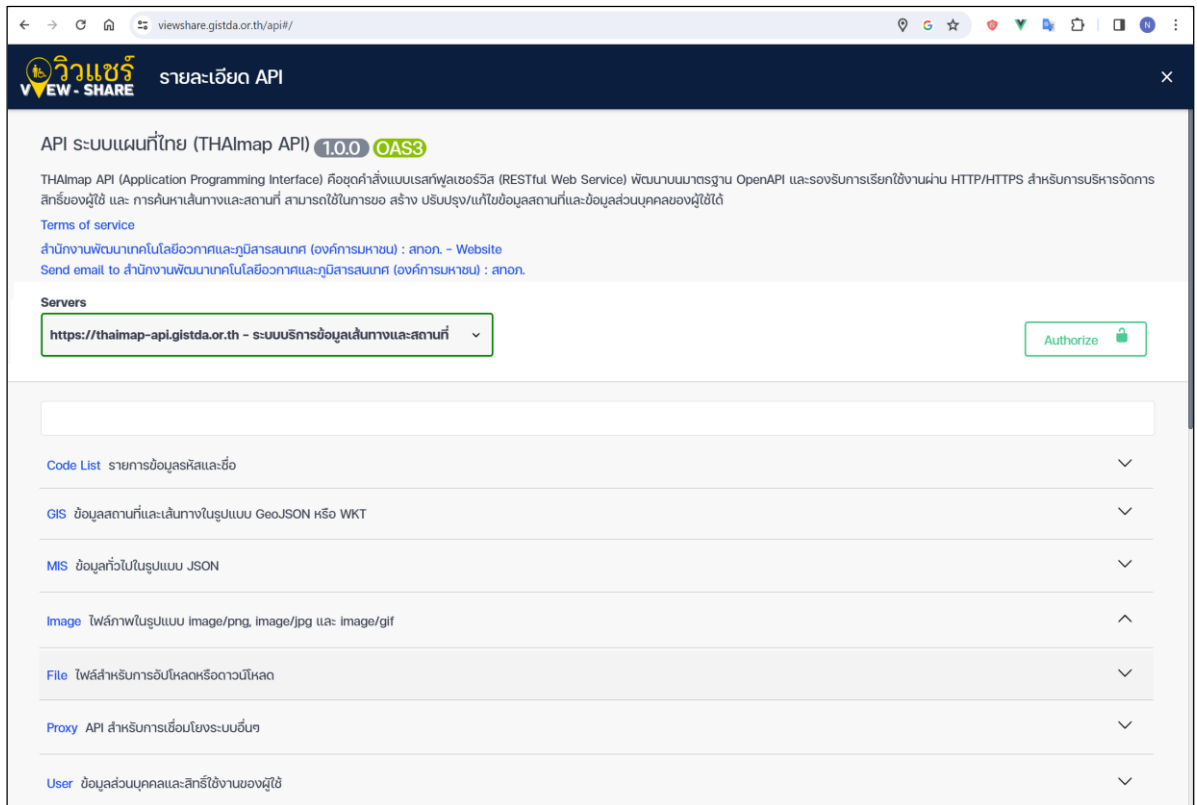 viewshare.gistda.or.th/api#/
วิวแชร์
VIEW - SHARE
รายละเอียด API
API ระบบแผนที่ไทย (THAImap API) 1.0.0 OAS3
THAImap API (Application Programming Interface) คือชุดคำสั่งแบบเรสท์ฟูลเซอร์วิส (RESTful Web Service) พัฒนาบนมาตรฐาน OpenAPI และรองรับการเรียกใช้งานผ่าน HTTP/HTTPS สำหรับการบริหารจัดการ
สิทธิ์ของผู้ใช้ และ การค้นหาเส้นทางและสถานที่ สามารถใช้ในการขอ สร้าง ปรับปรุง/แก้ไขข้อมูลสถานที่และข้อมูลส่วนบุคคลของผู้ใช้ได้
Terms of service
สำนักงานพัฒนาเทคโนโลยีอวกาศและภูมิสารสนเทศ (องค์การมหาชน) : สทอภ. - Website
Send email to สำนักงานพัฒนาเทคโนโลยีอวกาศและภูมิสารสนเทศ (องค์การมหาชน) : สทอภ.
Servers
https://thaimap-api.gistda.or.th - ระบบบริการข้อมูลเส้นทางและสถานที่
Authorize
Code List รายการข้อมูลรหัสและชื่อ
GIS ข้อมูลสถานที่และเส้นทางในรูปแบบ GeoJSON หรือ WKT
MIS ข้อมูลทั่วไปในรูปแบบ JSON
Image ไฟล์ภาพในรูปแบบ image/png, image/jpg และ image/gif
File ไฟล์สำหรับการอัปโหลดหรือดาวน์โหลด
Proxy API สำหรับการเชื่อมโยงระบบอื่นๆ
User ข้อมูลส่วนบุคคลและสิทธิ์ใช้งานของผู้ใช้